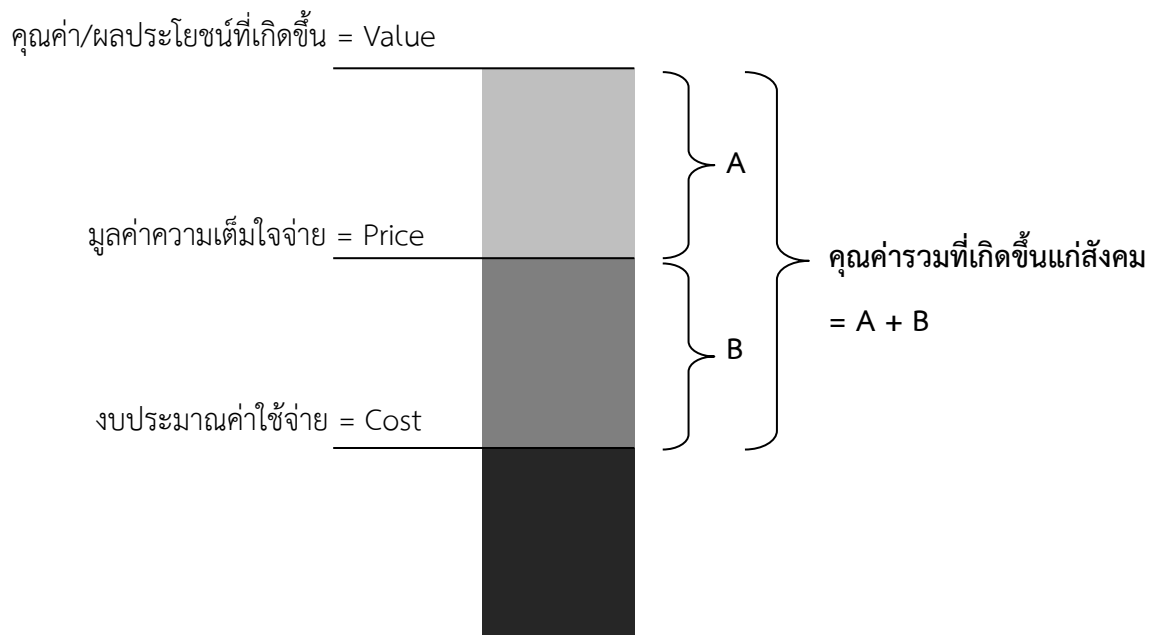 คุณค่า/ผลประโยชน์ที่เกิดขึ้น = Value
A
มูลค่าความเต็มใจจ่าย = Price
คุณค่ารวมที่เกิดขึ้นแก่สังคม
= A + B
B
งบประมาณค่าใช้จ่าย = Cost